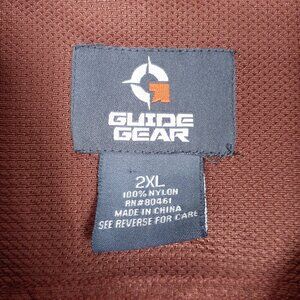 GUIDE
GEAR
2XL
100% NYLON
RN#80461
MADE IN CHINA
SEE REVERSE FOR CARE